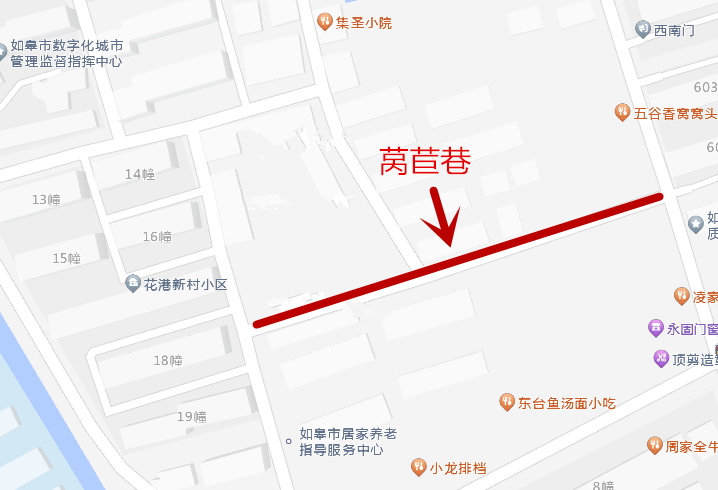 集圣小院
西南门
如皋市数字化城市
管理监督指挥中心
603
五谷香窝窝头
莴苣巷
60
14幢
13幢
如
质
16幢
15幢
花港新村小区
凌家
永固门窗
18幢
顶剪造
东台鱼汤面小吃
19幢
如皋市居家养老
指导服务中心
周家全牛
小龙排档
8幢